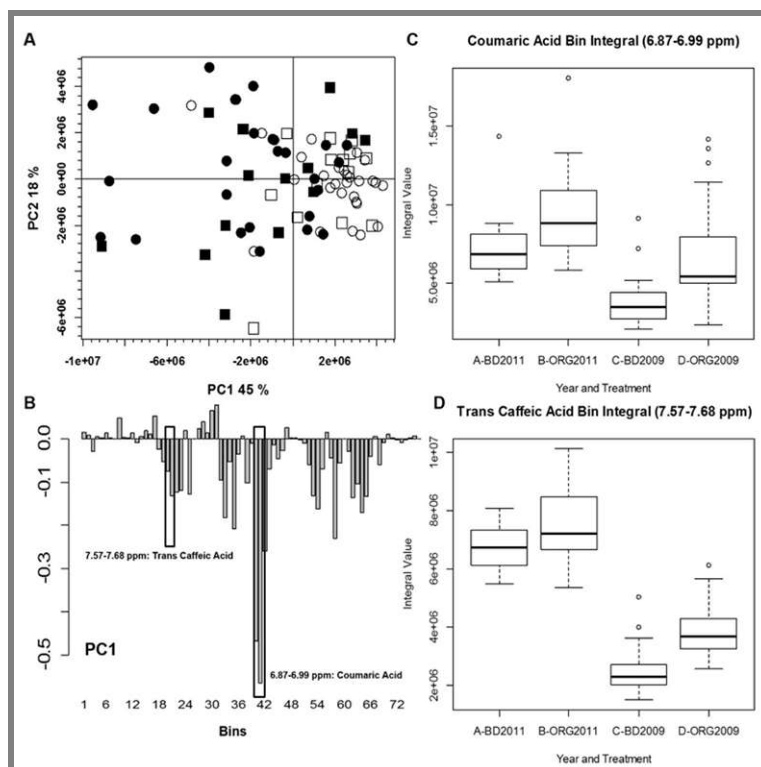 A
PC2 18 %
4e+06
2e+06
0e+00
-2e+06
-6e+06
-1e+07
-6e+06
-2e+06
2e+06
PC1 45 %
B
0.0
-0.1
-0.3
-0.5
7.57-7.68 ppm: Trans Caffeic Acid
6.87-6.99 ppm: Coumaric Acid
PC1
1 6 12 18 24 30 36 42 48 54 60 66 72
Bins
C
Coumaric Acid Bin Integral (6.87-6.99 ppm)
Integral Value
1.5e+07
1.0e+07
5.0e+06
A-BD2011 B-ORG2011 C-BD2009 D-ORG2009
Year and Treatment
D
Trans Caffeic Acid Bin Integral (7.57-7.68 ppm)
Integral Value
1e+07
8e+06
6e+06
4e+06
2e+06
A-BD2011 B-ORG2011 C-BD2009 D-ORG2009
Year and Treatment